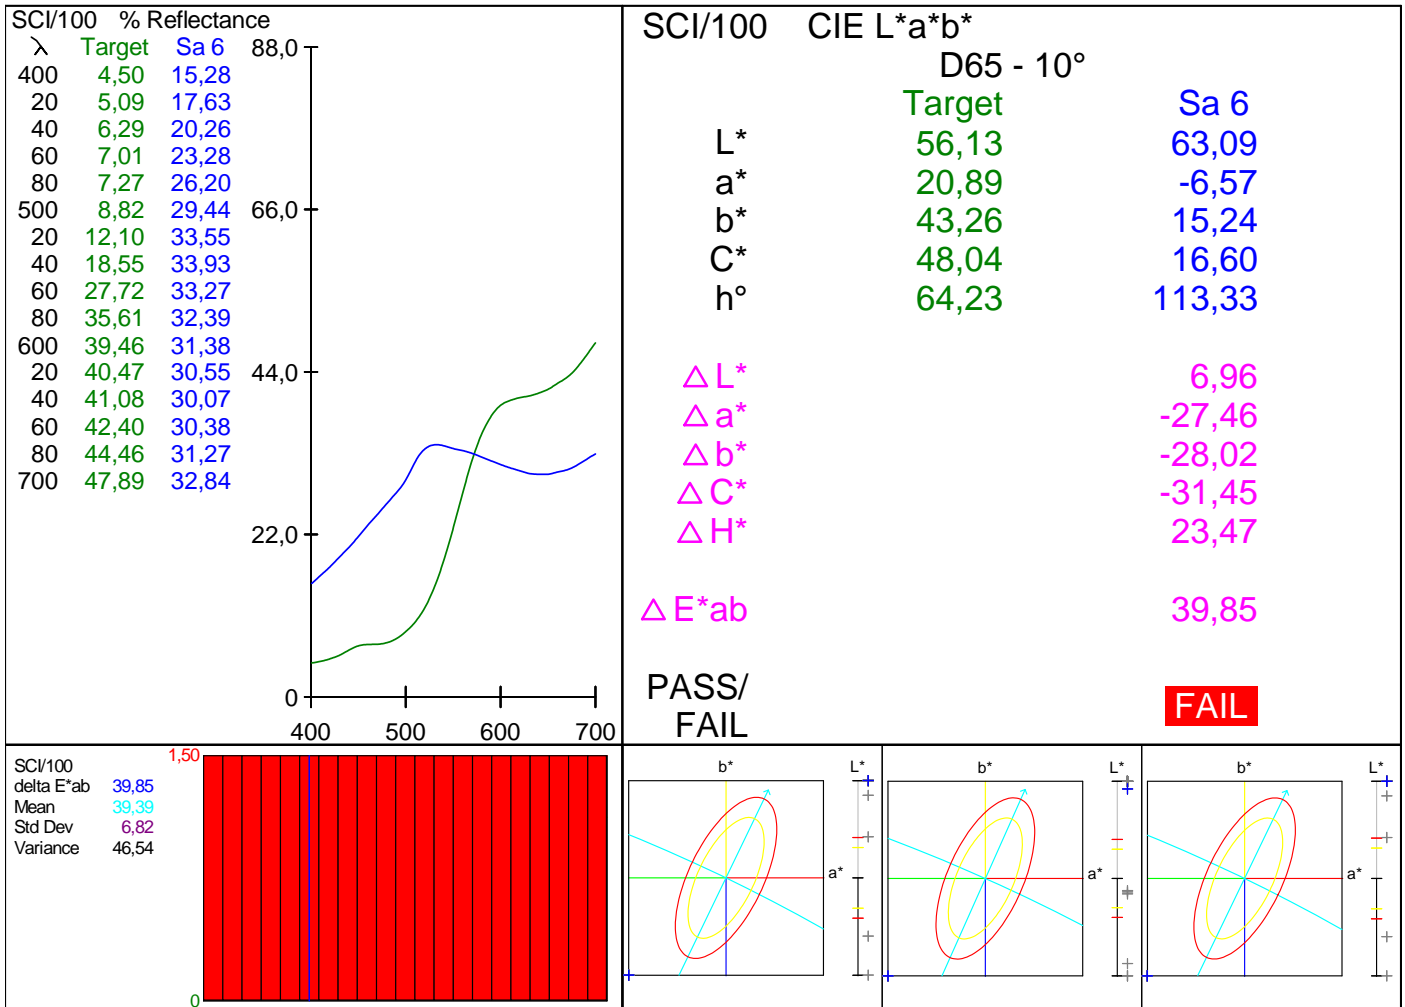 SCI/100 % Reflectance
λ Target Sa 6
400 4,50 15,28
20 5,09 17,63
40 6,29 20,26
60 7,01 23,28
80 7,27 26,20
500 8,82 29,44
20 12,10 33,55
40 18,55 33,93
60 27,72 33,27
80 35,61 32,39
600 39,46 31,38
20 40,47 30,55
40 41,08 30,07
60 42,40 30,38
80 44,46 31,27
700 47,89 32,84
88,0
66,0
44,0
22,0
0
400 500 600 700
SCI/100 CIE L*a*b*
D65 - 10°
Target Sa 6
L* 56,13 63,09
a* 20,89 -6,57
b* 43,26 15,24
C* 48,04 16,60
h° 64,23 113,33
△ L* 6,96
△ a* -27,46
△ b* -28,02
△ C* -31,45
△ H* 23,47
△ E*ab 39,85
PASS/
FAIL
FAIL
SCI/100
delta E*ab 39,85
Mean 39,39
Std Dev 6,82
Variance 46,54
1,50
0
b* L*
a*
b* L*
a*
b* L*
a*